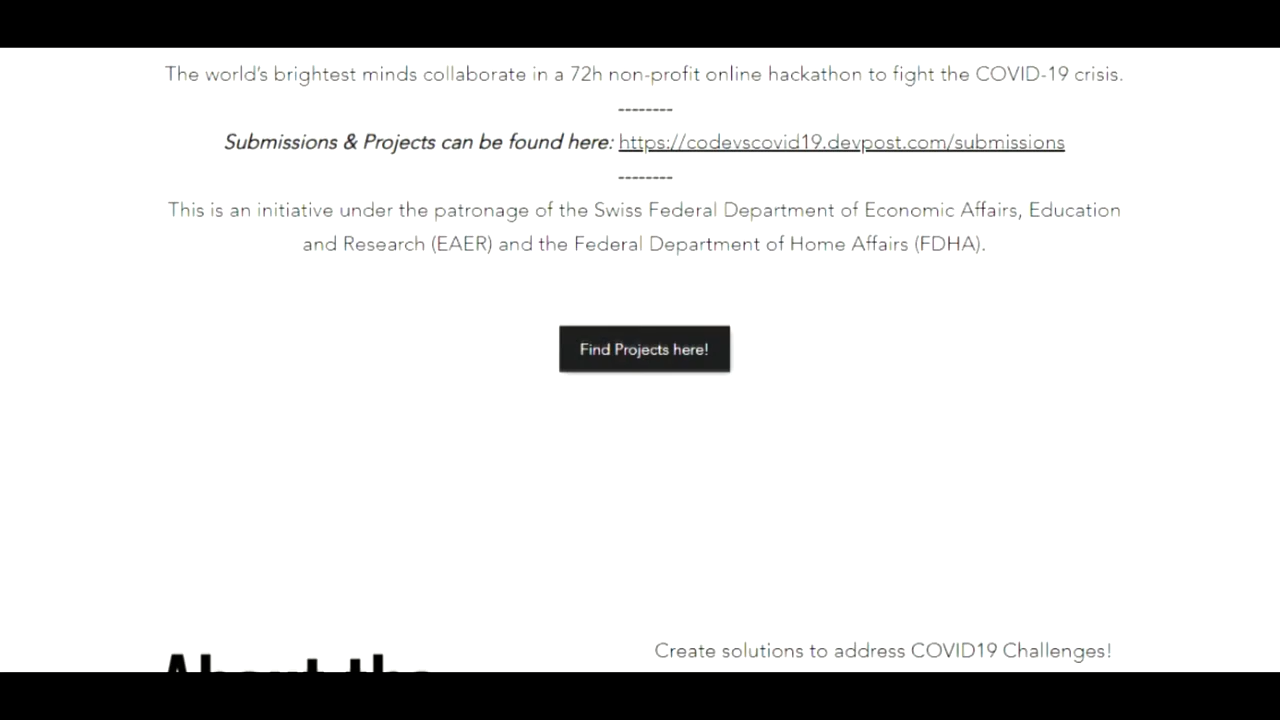 The world's brightest minds collaborate in a 72h non-profit online hackathon to fight the COVID-19 crisis.
--------
Submissions & Projects can be found here: https://codevscovid19.devpost.com/submissions
--------
This is an initiative under the patronage of the Swiss Federal Department of Economic Affairs, Education
and Research (EAER) and the Federal Department of Home Affairs (FDHA).
Find Projects here!
Create solutions to address COVID19 Challenges!
About the